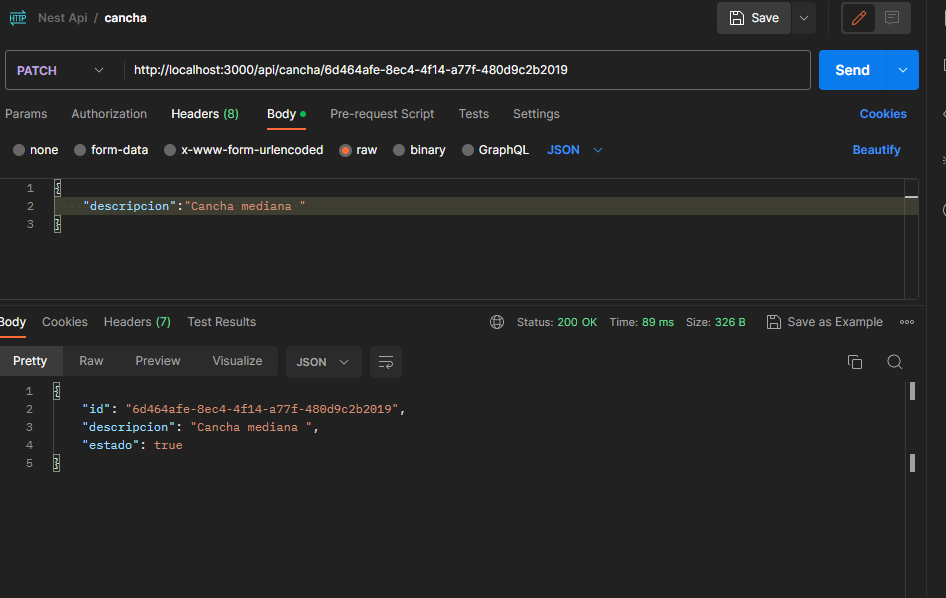 HTTP Nest Api / cancha Save
PATCH http://localhost:3000/api/cancha/6d464afe-8ec4-4f14-a77f-480d9c2b2019 Send
Params Authorization Headers (8) Body Pre-request Script Tests Settings Cookies
none form-data x-www-form-urlencoded raw binary GraphQL JSON Beautify
1 {
2 "descripcion":"Cancha mediana "
3 }
Body Cookies Headers (7) Test Results Status: 200 OK Time: 89 ms Size: 326 B Save as Example
Pretty Raw Preview Visualize JSON
1 {
2 "id": "6d464afe-8ec4-4f14-a77f-480d9c2b2019",
3 "descripcion": "Cancha mediana ",
4 "estado": true
5 }